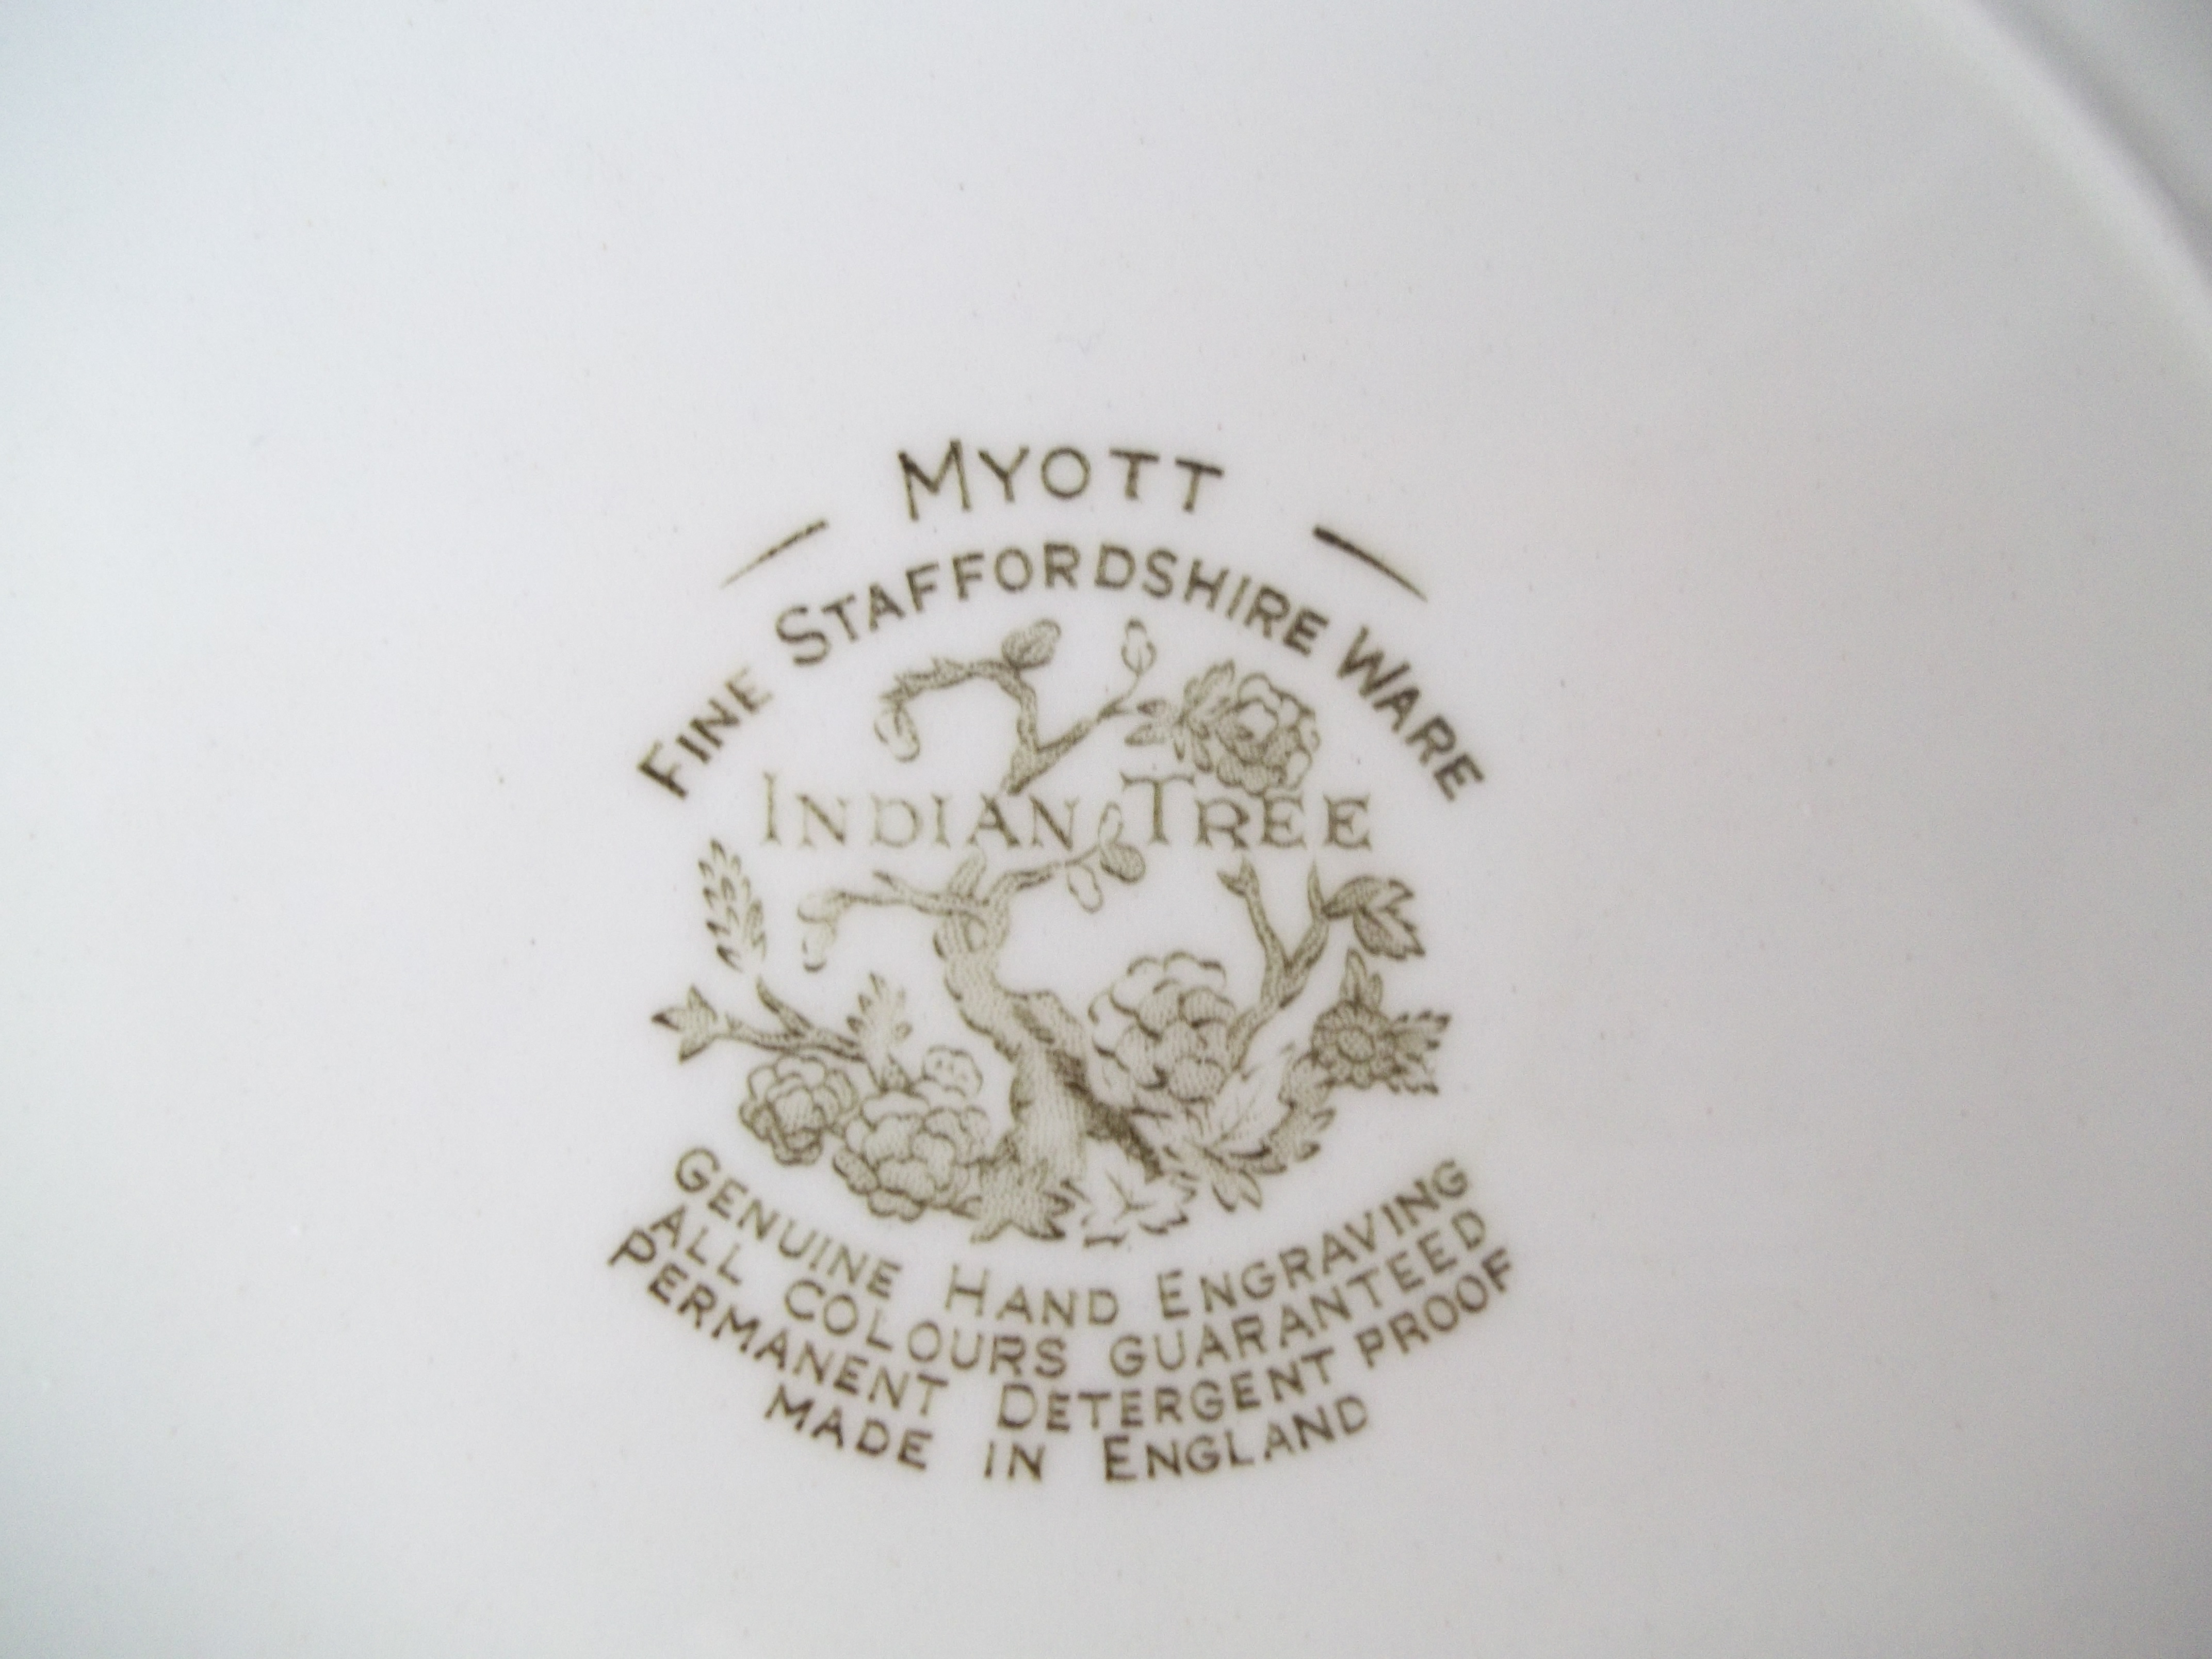 MYOTT
FINE STAFFORDSHIRE WARE
INDIAN TREE
GENUINE HAND ENGRAVING
ALL COLOURS GUARANTEED
PERMANENT DETERGENT PROOF
MADE IN ENGLAND